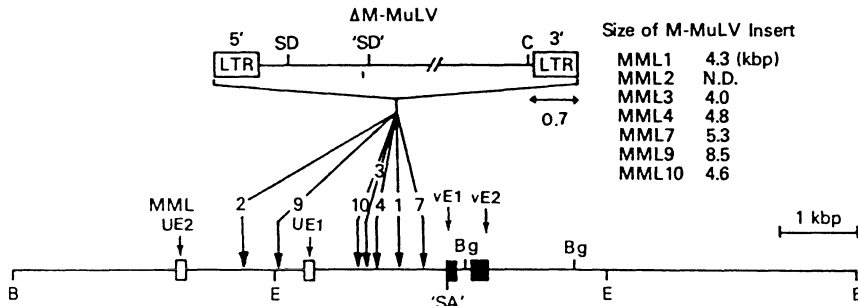 ΔM-MuLV
5' SD 'SD' C 3'
LTR LTR
0.7
Size of M-MuLV Insert
MML1 4.3 (kbp)
MML2 N.D.
MML3 4.0
MML4 4.8
MML7 5.3
MML9 8.5
MML10 4.6
3
MML 2 9 10 4 1 7 vE1 vE2
UE2 UE1
1 kbp
Bg Bg
B E 'SA' E E